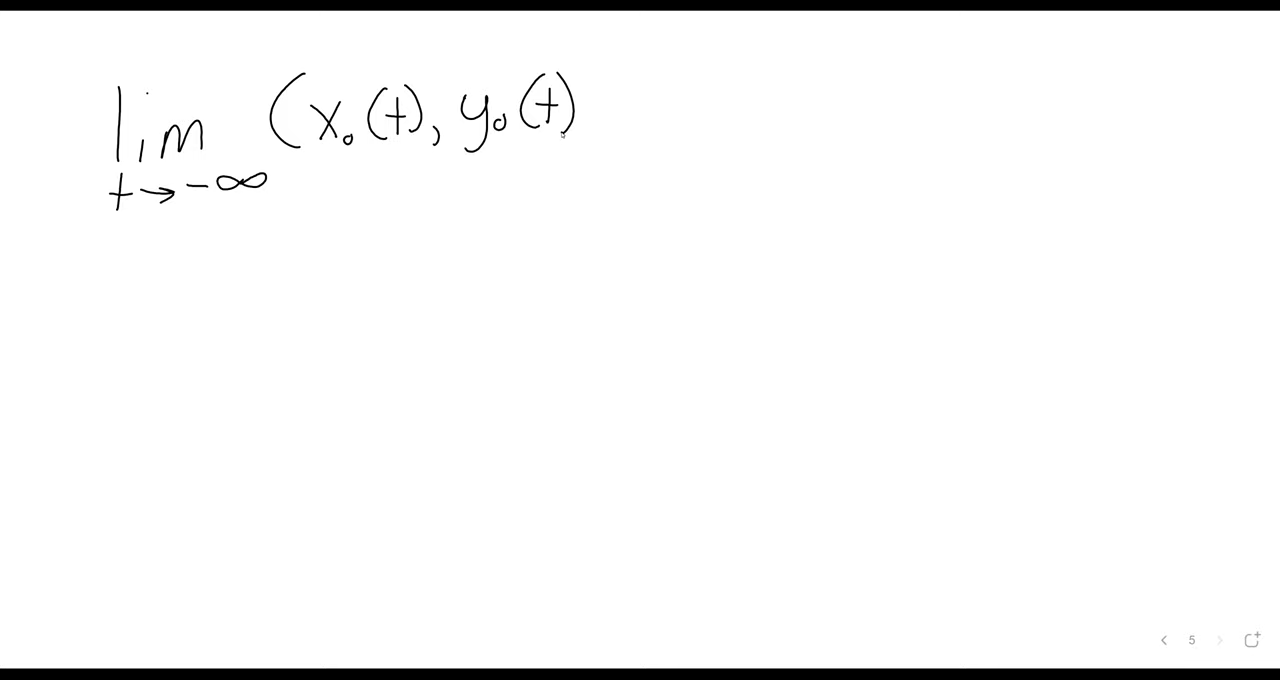 lim (x₀(t), y₀(t)
t → -∞
< 5 >